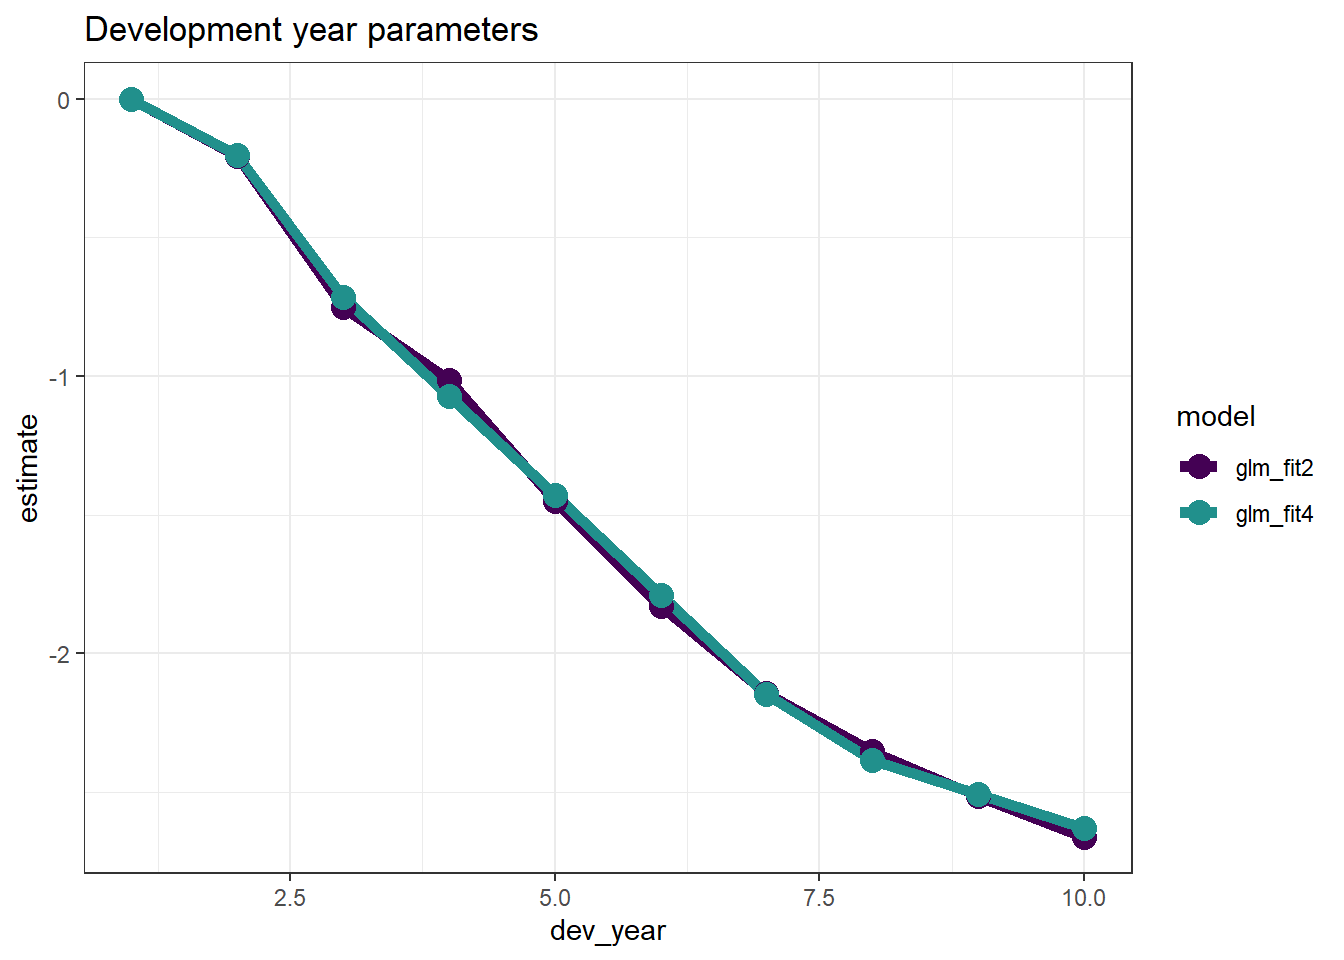 Development year parameters
0
-1
-2
estimate
2.5 5.0 7.5 10.0
dev_year
model
glm_fit2
glm_fit4